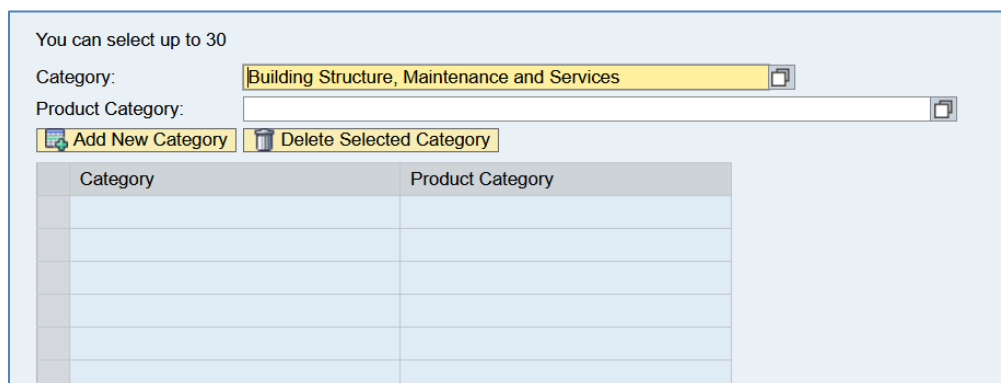 You can select up to 30
Category: Building Structure, Maintenance and Services
Product Category:
Add New Category Delete Selected Category
Category Product Category